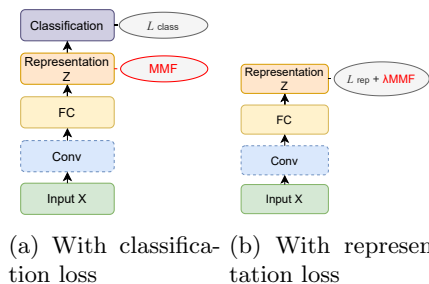 Classification
L class
Representation
Z
MMF
FC
Conv
Input X
Representation
Z
L rep + λMMF
FC
Conv
Input X
(a) With classifica-
tion loss
(b) With represen
tation loss